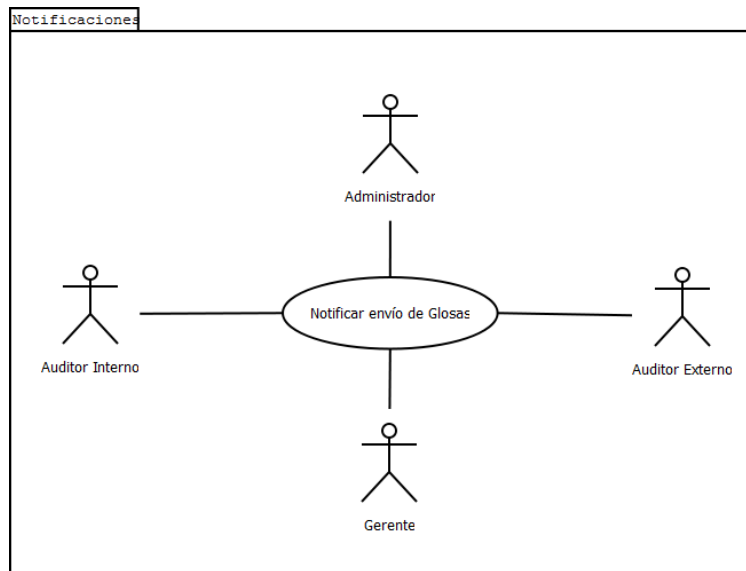 Notificaciones
Administrador
Notificar envío de Glosas
Auditor Interno
Auditor Externo
Gerente